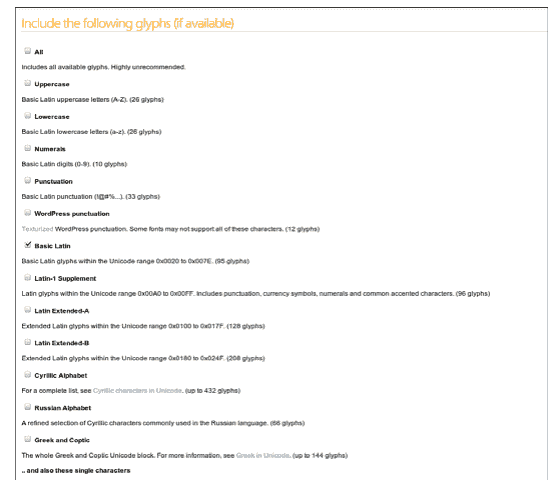 Include the following glyphs (if available)
All
Includes all available glyphs. Highly unrecommended.
Uppercase
Basic Latin uppercase letters (A-Z). (26 glyphs)
Lowercase
Basic Latin lowercase letters (a-z). (26 glyphs)
Numerals
Basic Latin digits (0-9). (10 glyphs)
Punctuation
Basic Latin punctuation (!@#%...). (33 glyphs)
WordPress punctuation
Texturized WordPress punctuation. Some fonts may not support all of these characters. (12 glyphs)
Basic Latin
Basic Latin glyphs within the Unicode range 0x0020 to 0x007E. (95 glyphs)
Latin-1 Supplement
Latin glyphs within the Unicode range 0x00A0 to 0x00FF. Includes punctuation, currency symbols, numerals and common accented characters. (96 glyphs)
Latin Extended-A
Extended Latin glyphs within the Unicode range 0x0100 to 0x017F. (128 glyphs)
Latin Extended-B
Extended Latin glyphs within the Unicode range 0x0180 to 0x024F. (208 glyphs)
Cyrillic Alphabet
For a complete list, see Cyrillic characters in Unicode. (up to 432 glyphs)
Russian Alphabet
A refined selection of Cyrillic characters commonly used in the Russian language. (66 glyphs)
Greek and Coptic
The whole Greek and Coptic Unicode block. For more information, see Greek in Unicode. (up to 144 glyphs)
.. and also these single characters